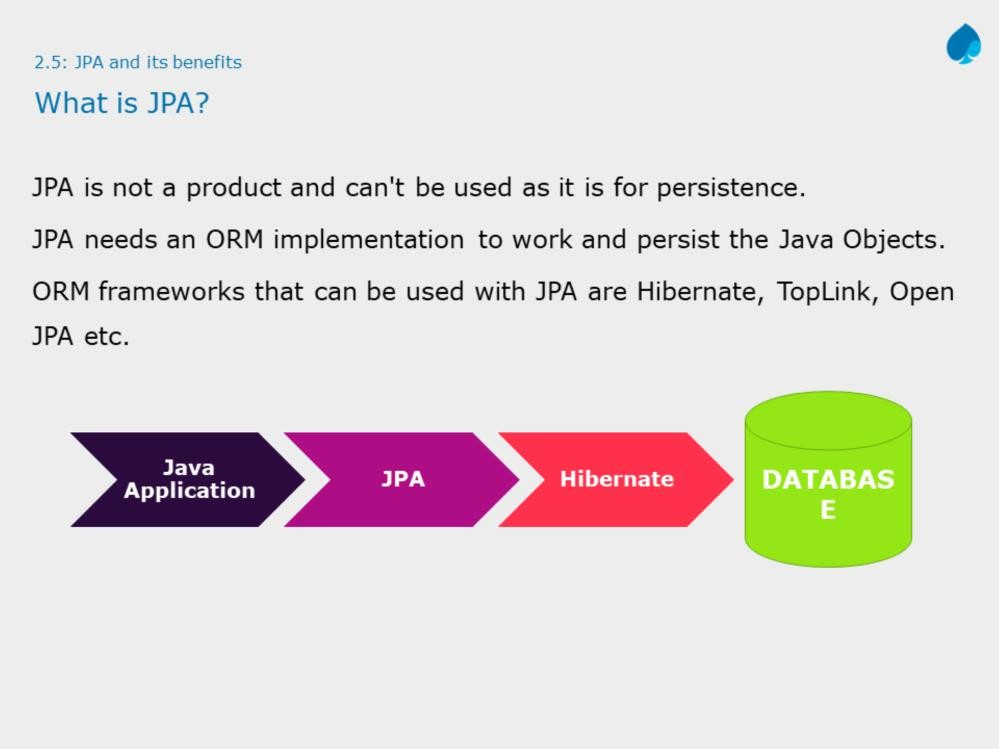 2.5: JPA and its benefits
What is JPA?
JPA is not a product and can't be used as it is for persistence.
JPA needs an ORM implementation to work and persist the Java Objects.
ORM frameworks that can be used with JPA are Hibernate, TopLink, Open
JPA etc.
Java
Application
JPA
Hibernate
DATABAS
E